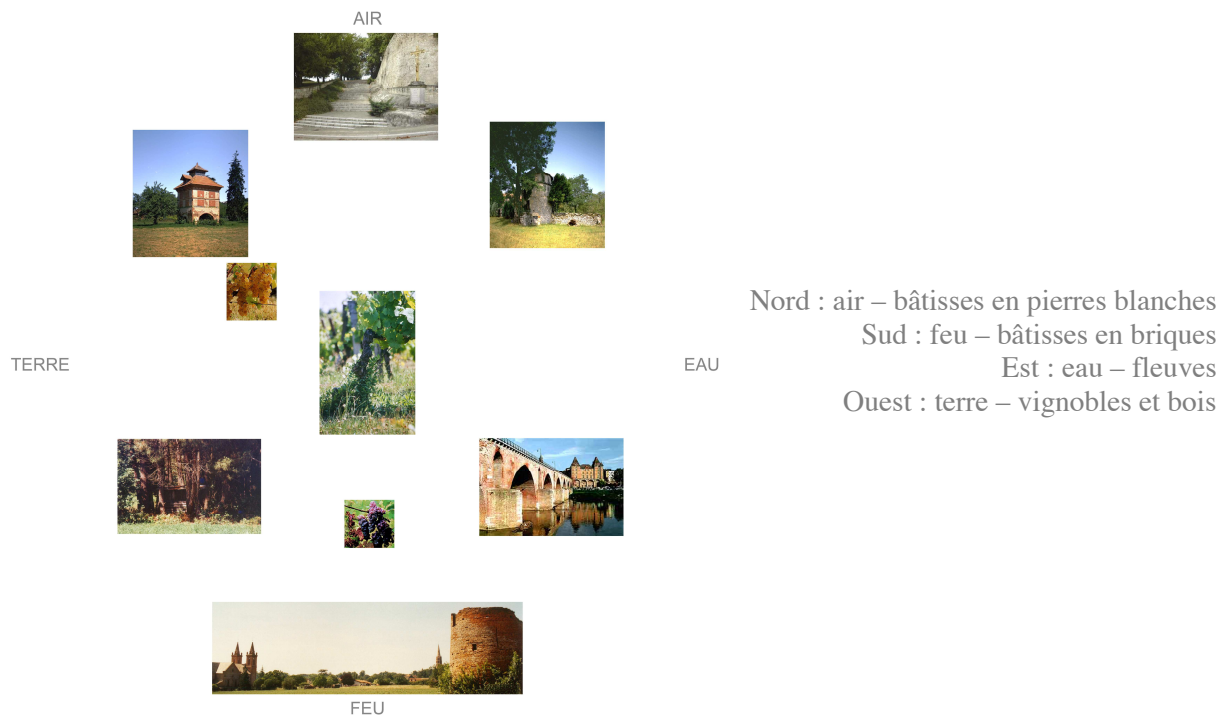 AIR
TERRE
EAU
FEU
Nord : air – bâtisses en pierres blanches
Sud : feu – bâtisses en briques
Est : eau – fleuves
Ouest : terre – vignobles et bois